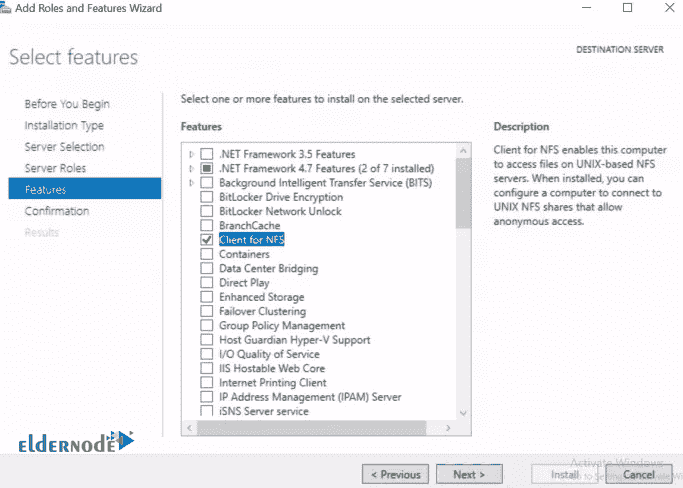 Add Roles and Features Wizard
Select features
DESTINATION SERVER
Before You Begin
Installation Type
Server Selection
Server Roles
Features
Confirmation
Results
Select one or more features to install on the selected server.
Features
.NET Framework 3.5 Features
.NET Framework 4.7 Features (2 of 7 installed)
Background Intelligent Transfer Service (BITS)
BitLocker Drive Encryption
BitLocker Network Unlock
BranchCache
Client for NFS
Containers
Data Center Bridging
Direct Play
Enhanced Storage
Failover Clustering
Group Policy Management
Host Guardian Hyper-V Support
I/O Quality of Service
IIS Hostable Web Core
Internet Printing Client
IP Address Management (IPAM) Server
iSNS Server service
Description
Client for NFS enables this computer
to access files on UNIX-based NFS
servers. When installed, you can
configure a computer to connect to
UNIX NFS shares that allow
anonymous access.
eldernode
Activate Windows
< Previous
Next >
Install
Cancel